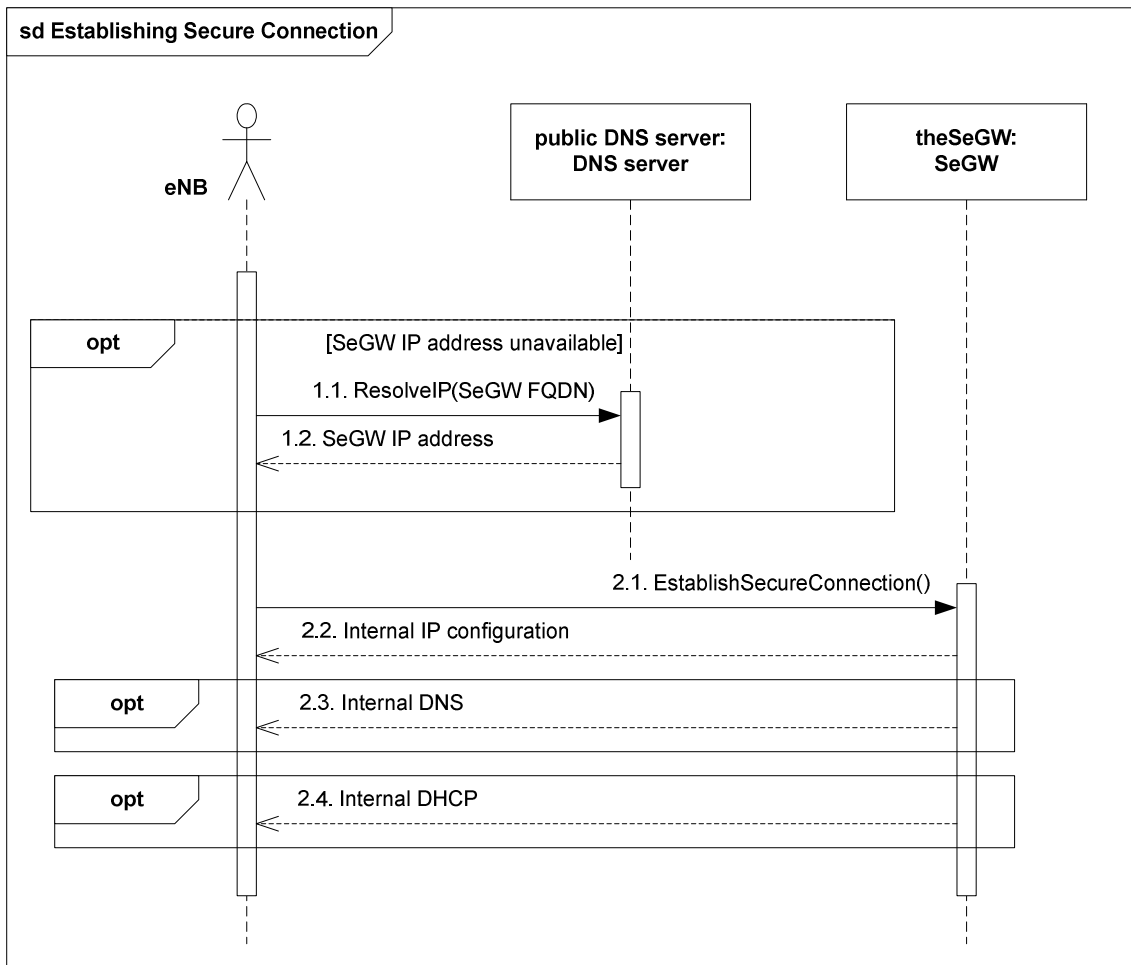 sd Establishing Secure Connection
eNB
public DNS server:
DNS server
theSeGW:
SeGW
opt
[SeGW IP address unavailable]
1.1. ResolveIP(SeGW FQDN)
1.2. SeGW IP address
2.1. EstablishSecureConnection()
2.2. Internal IP configuration
opt
2.3. Internal DNS
opt
2.4. Internal DHCP